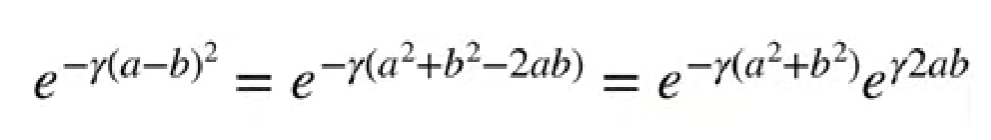 e^{-γ(a-b)^2} = e^{-γ(a^2+b^2-2ab)} = e^{-γ(a^2+b^2)}e^{γ2ab}